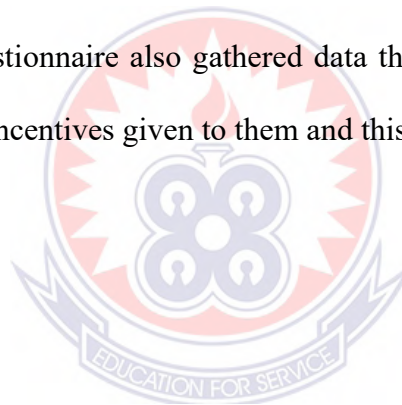 stionnaire also gathered data th
ncentives given to them and this
EDUCATION FOR SERVICE